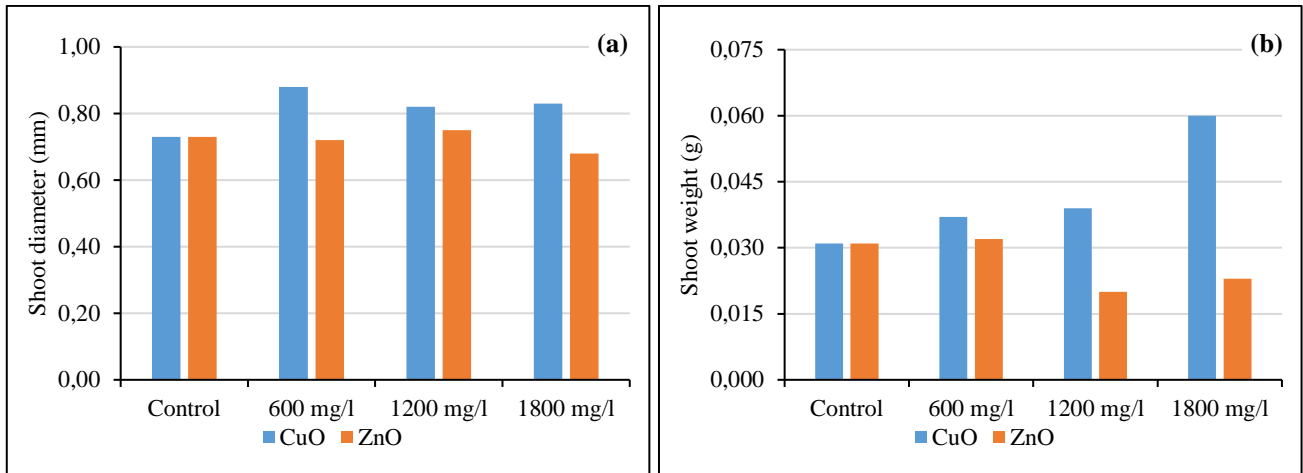 (a)
1,00
0,80
0,60
0,40
0,20
0,00
Shoot diameter (mm)
Control 600 mg/l 1200 mg/l 1800 mg/l
CuO ZnO
(b)
0,075
0,060
0,045
0,030
0,015
0,000
Shoot weight (g)
Control 600 mg/l 1200 mg/l 1800 mg/l
CuO ZnO